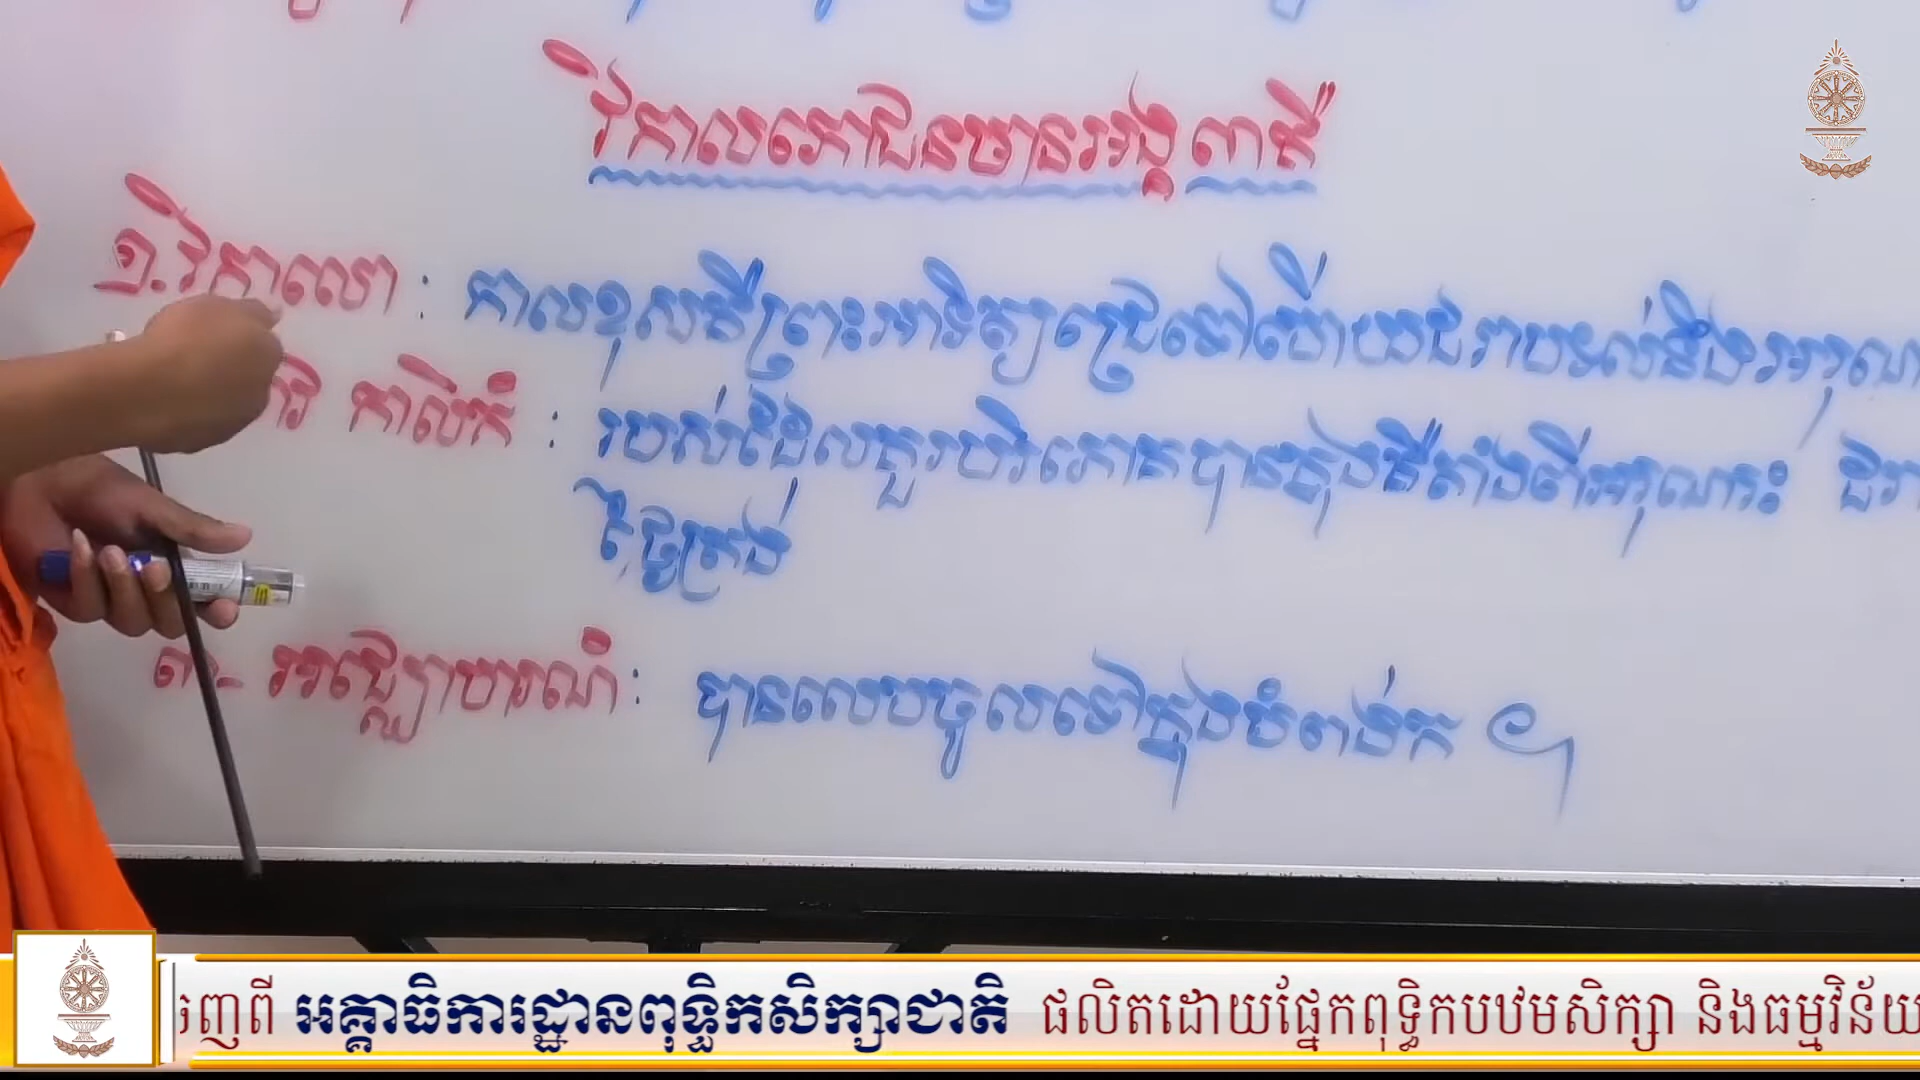 វិកាលភោជនមានអង្គ ៣គឺ
១. វិកាលោ : កាលខុសគឺព្រះអាទិត្យជ្រេទៅហើយដរាបទល់នឹងអរុណ
កាលិកំ : របស់ដែលគួរបរិភោគបានក្នុងគឺតាំងពីអរុណរះ ដរា
ថ្ងៃត្រង់
៣- អជ្ឈោហរណំ : បានលេបចូលទៅក្នុងបំពង់ក ។
ចេញពី អគ្គាធិការដ្ឋានពុទ្ធិកសិក្សាជាតិ ផលិតដោយផ្នែកពុទ្ធិកបឋមសិក្សា និងធម្មវិន័យ